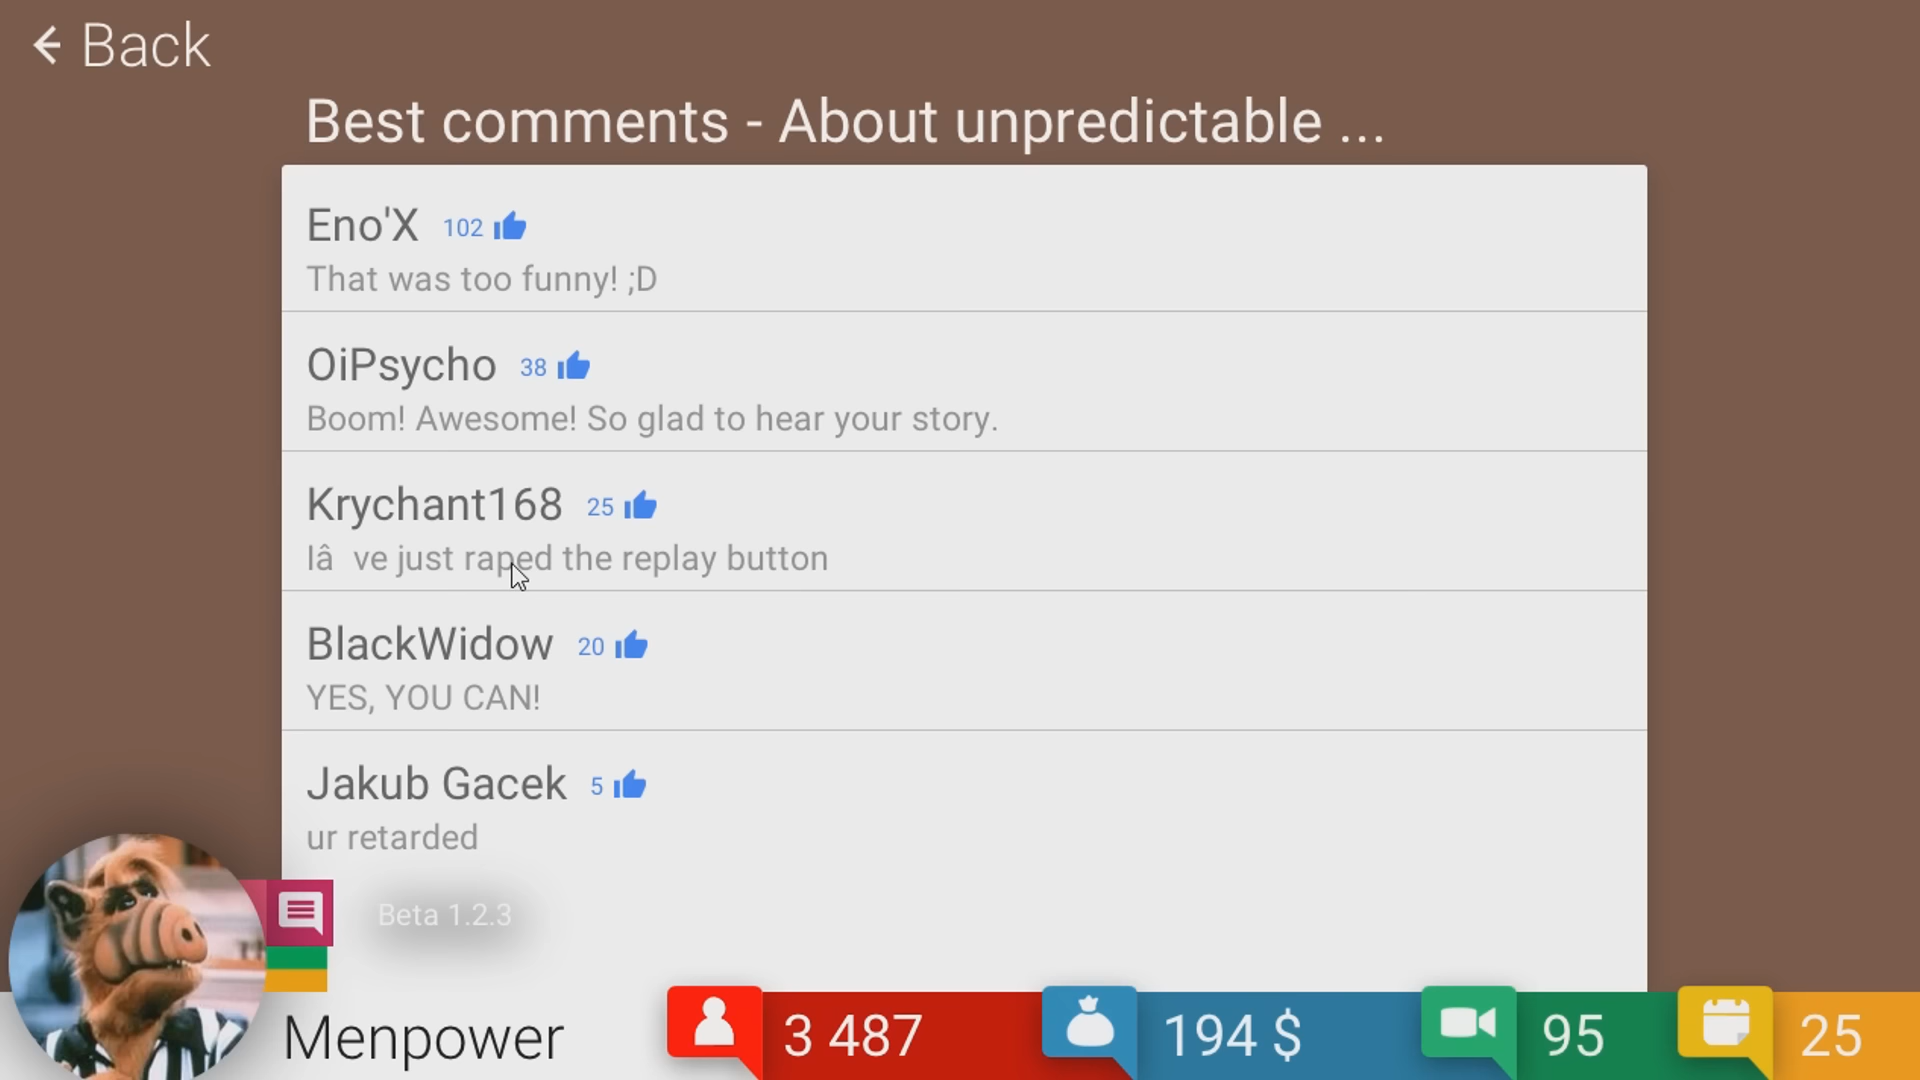 Back
Best comments - About unpredictable ...
Eno'X 102
That was too funny! ;D
OiPsycho 38
Boom! Awesome! So glad to hear your story.
Krychant168 25
Iâ ve just raped the replay button
BlackWidow 20
YES, YOU CAN!
Jakub Gacek 5
ur retarded
Beta 1.2.3
Menpower 3 487 194 $ 95 25